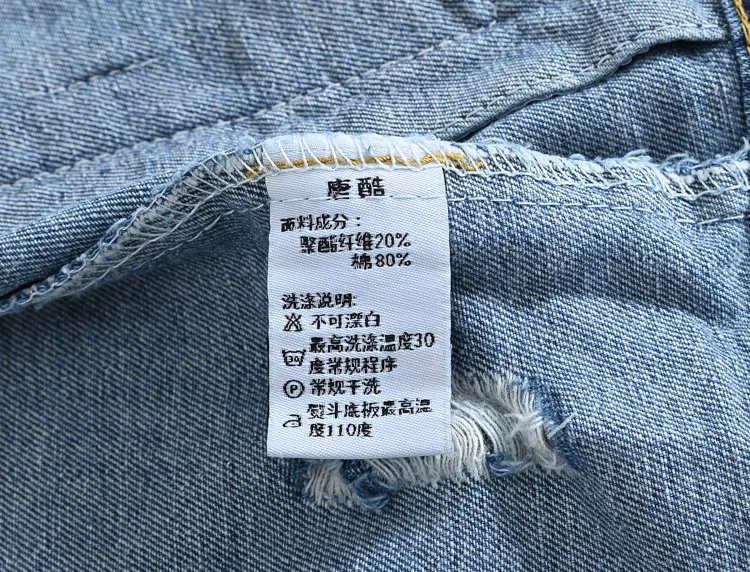 唐酷
面料成分：
聚酯纤维20%
棉80%
洗涤说明:
不可漂白
30
最高洗涤温度30
度常规程序
P
常规干洗
熨斗底板最高温
度110度